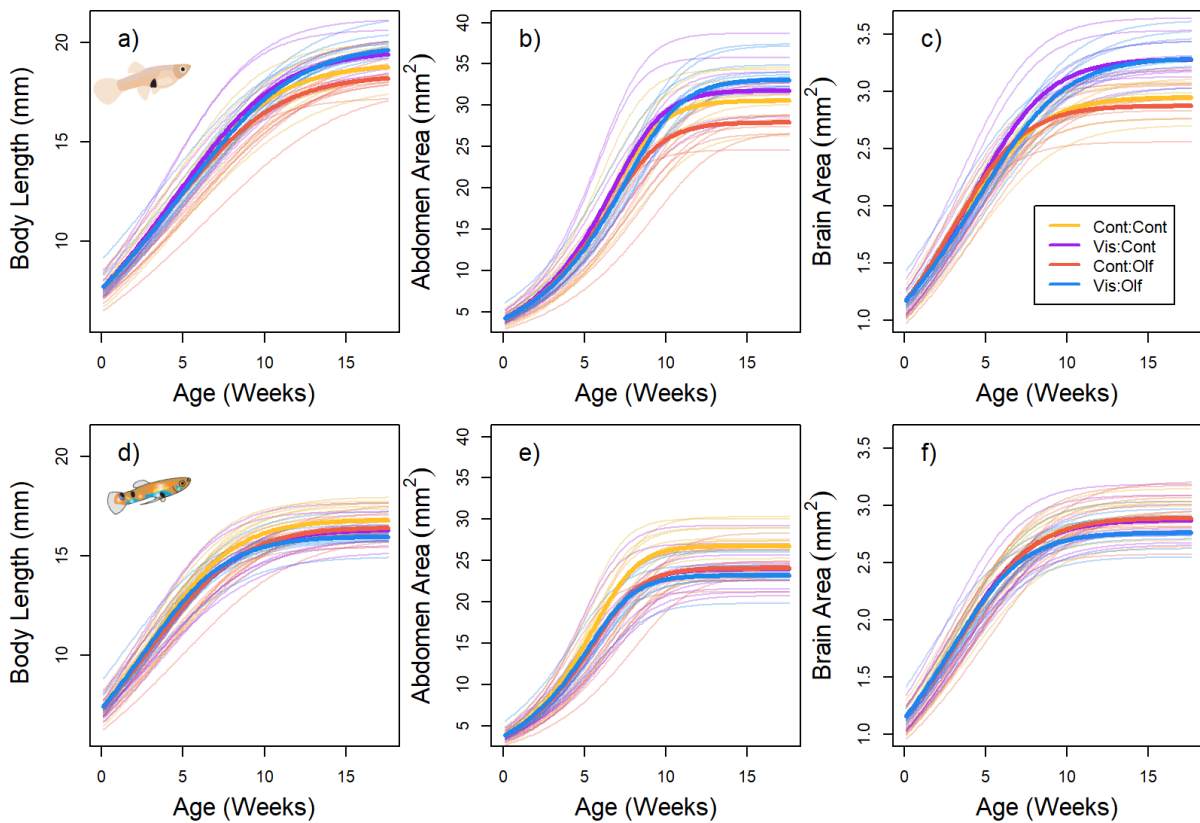 a)
Body Length (mm)
10
15
20
0 5 10 15
Age (Weeks)
b)
Abdomen Area (mm²)
5 10 15 20 25 30 35 40
0 5 10 15
Age (Weeks)
c)
Brain Area (mm²)
1.0 1.5 2.0 2.5 3.0 3.5
0 5 10 15
Age (Weeks)
Cont:Cont
Vis:Cont
Cont:Olf
Vis:Olf
d)
Body Length (mm)
10
15
20
0 5 10 15
Age (Weeks)
e)
Abdomen Area (mm²)
5 10 15 20 25 30 35 40
0 5 10 15
Age (Weeks)
f)
Brain Area (mm²)
1.0 1.5 2.0 2.5 3.0 3.5
0 5 10 15
Age (Weeks)